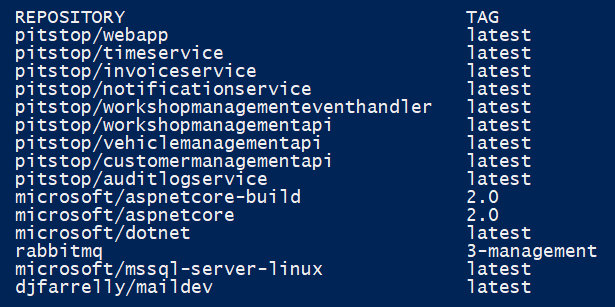 REPOSITORY TAG
pitstop/webapp latest
pitstop/timeservice latest
pitstop/invoiceservice latest
pitstop/notificationservice latest
pitstop/workshopmanagementeventhandler latest
pitstop/workshopmanagementapi latest
pitstop/vehiclemanagementapi latest
pitstop/customermanagementapi latest
pitstop/auditlogservice latest
microsoft/aspnetcore-build 2.0
microsoft/aspnetcore 2.0
microsoft/dotnet latest
rabbitmq 3-management
microsoft/mssql-server-linux latest
djfarrelly/maildev latest